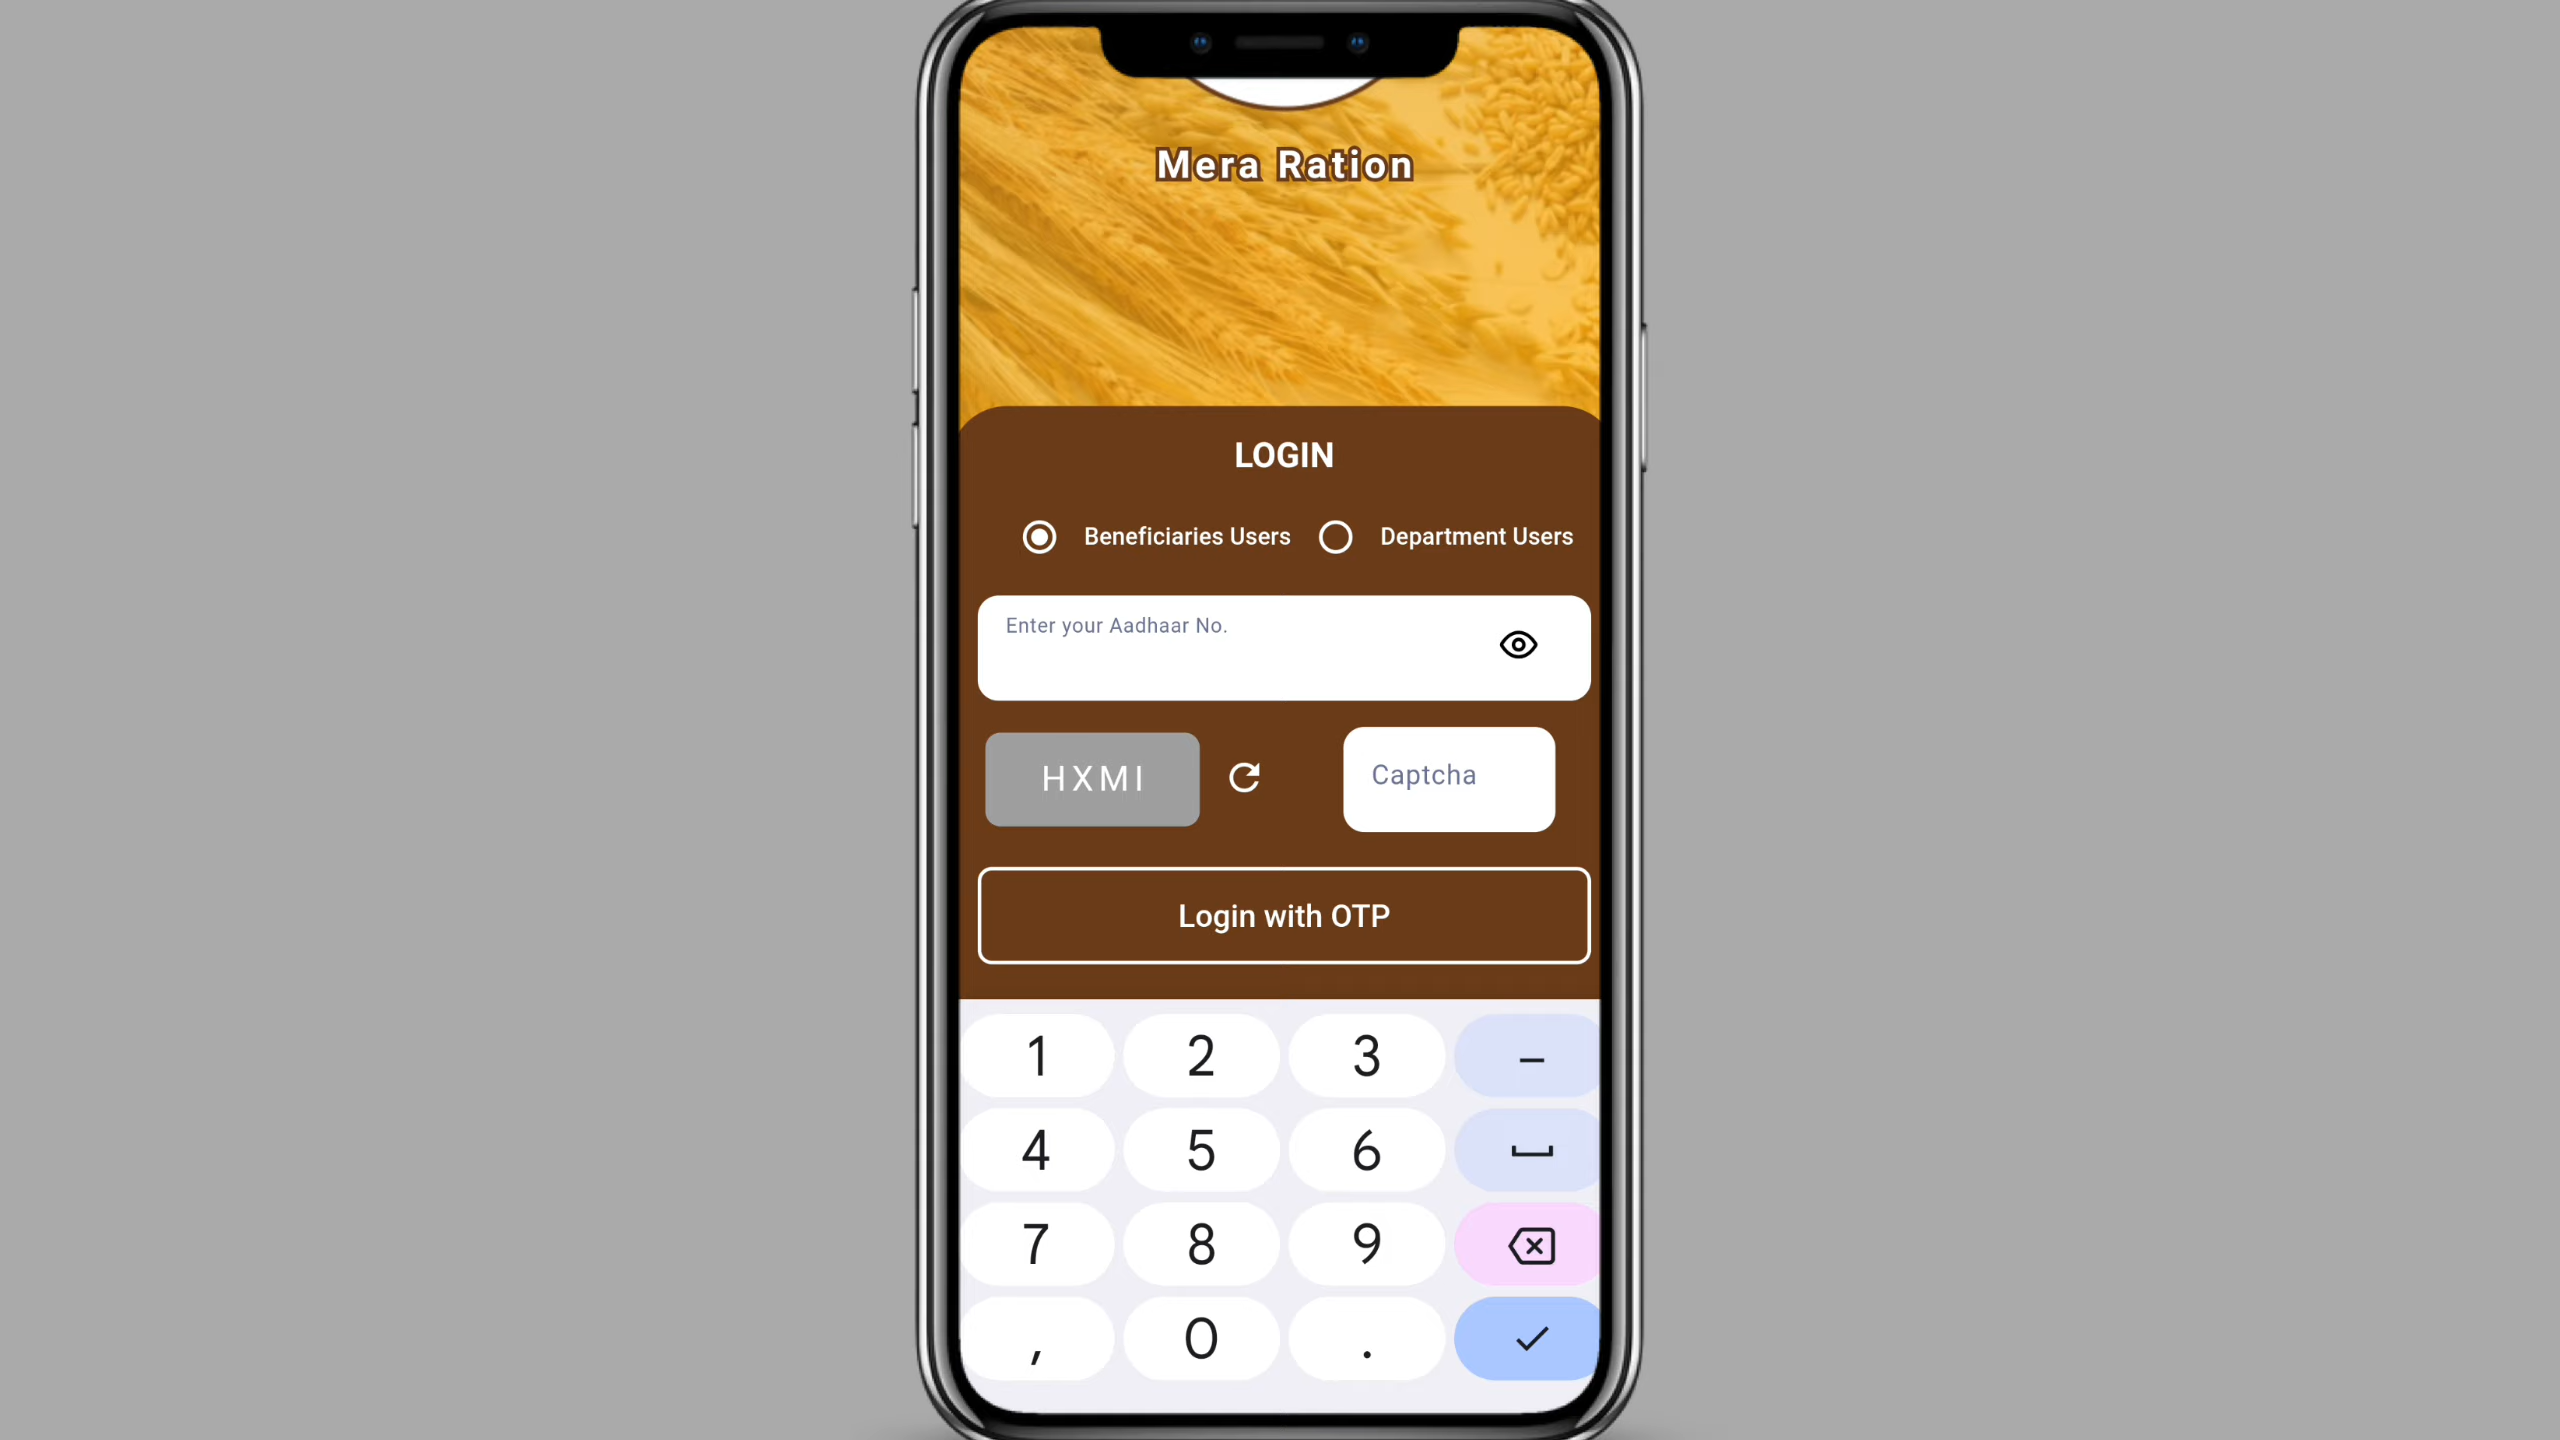 Mera Ration
LOGIN
Beneficiaries Users Department Users
Enter your Aadhaar No.
HXMI Captcha
Login with OTP
1 2 3 –
4 5 6
7 8 9
, 0 .